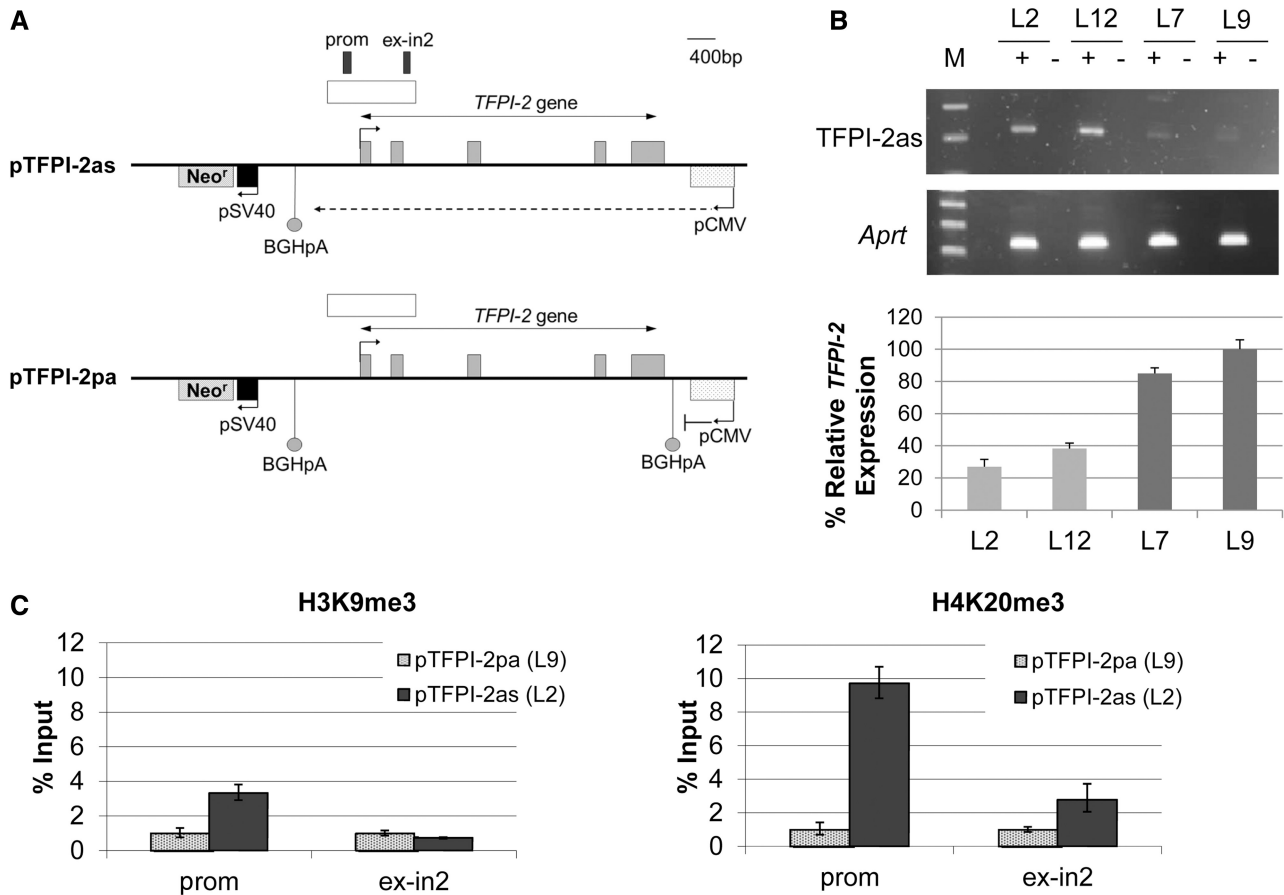 A
prom
ex-in2
400bp
TFPI-2 gene
pTFPI-2as
Neoʳ
pSV40
BGHpA
pCMV
TFPI-2 gene
pTFPI-2pa
Neoʳ
pSV40
BGHpA
BGHpA
pCMV
B
L2 L12 L7 L9
M + - + - + - + -
TFPI-2as
Aprt
% Relative TFPI-2
Expression
120
100
80
60
40
20
0
L2 L12 L7 L9
C
H3K9me3
% Input
12
10
8
6
4
2
0
pTFPI-2pa (L9)
pTFPI-2as (L2)
prom ex-in2
H4K20me3
% Input
12
10
8
6
4
2
0
pTFPI-2pa (L9)
pTFPI-2as (L2)
prom ex-in2